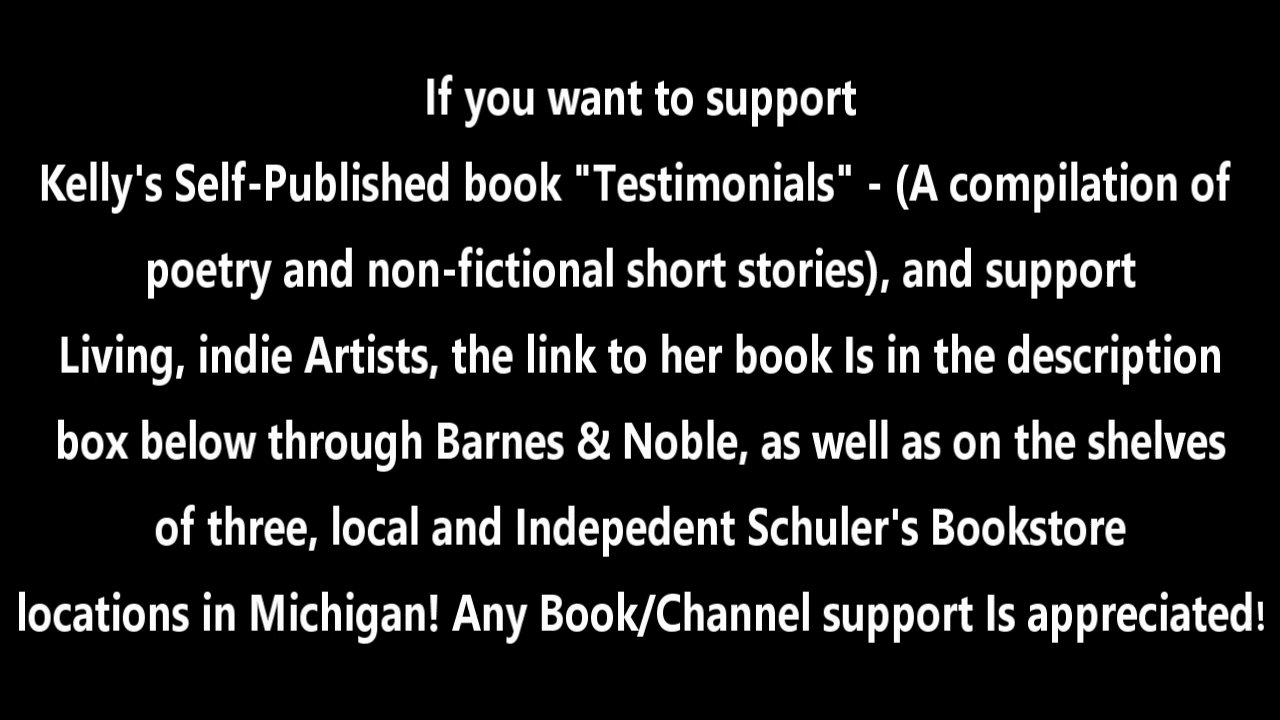 If you want to support
Kelly's Self-Published book "Testimonials" - (A compilation of
poetry and non-fictional short stories), and support
Living, indie Artists, the link to her book Is in the description
box below through Barnes & Noble, as well as on the shelves
of three, local and Indepedent Schuler's Bookstore
locations in Michigan! Any Book/Channel support Is appreciated!